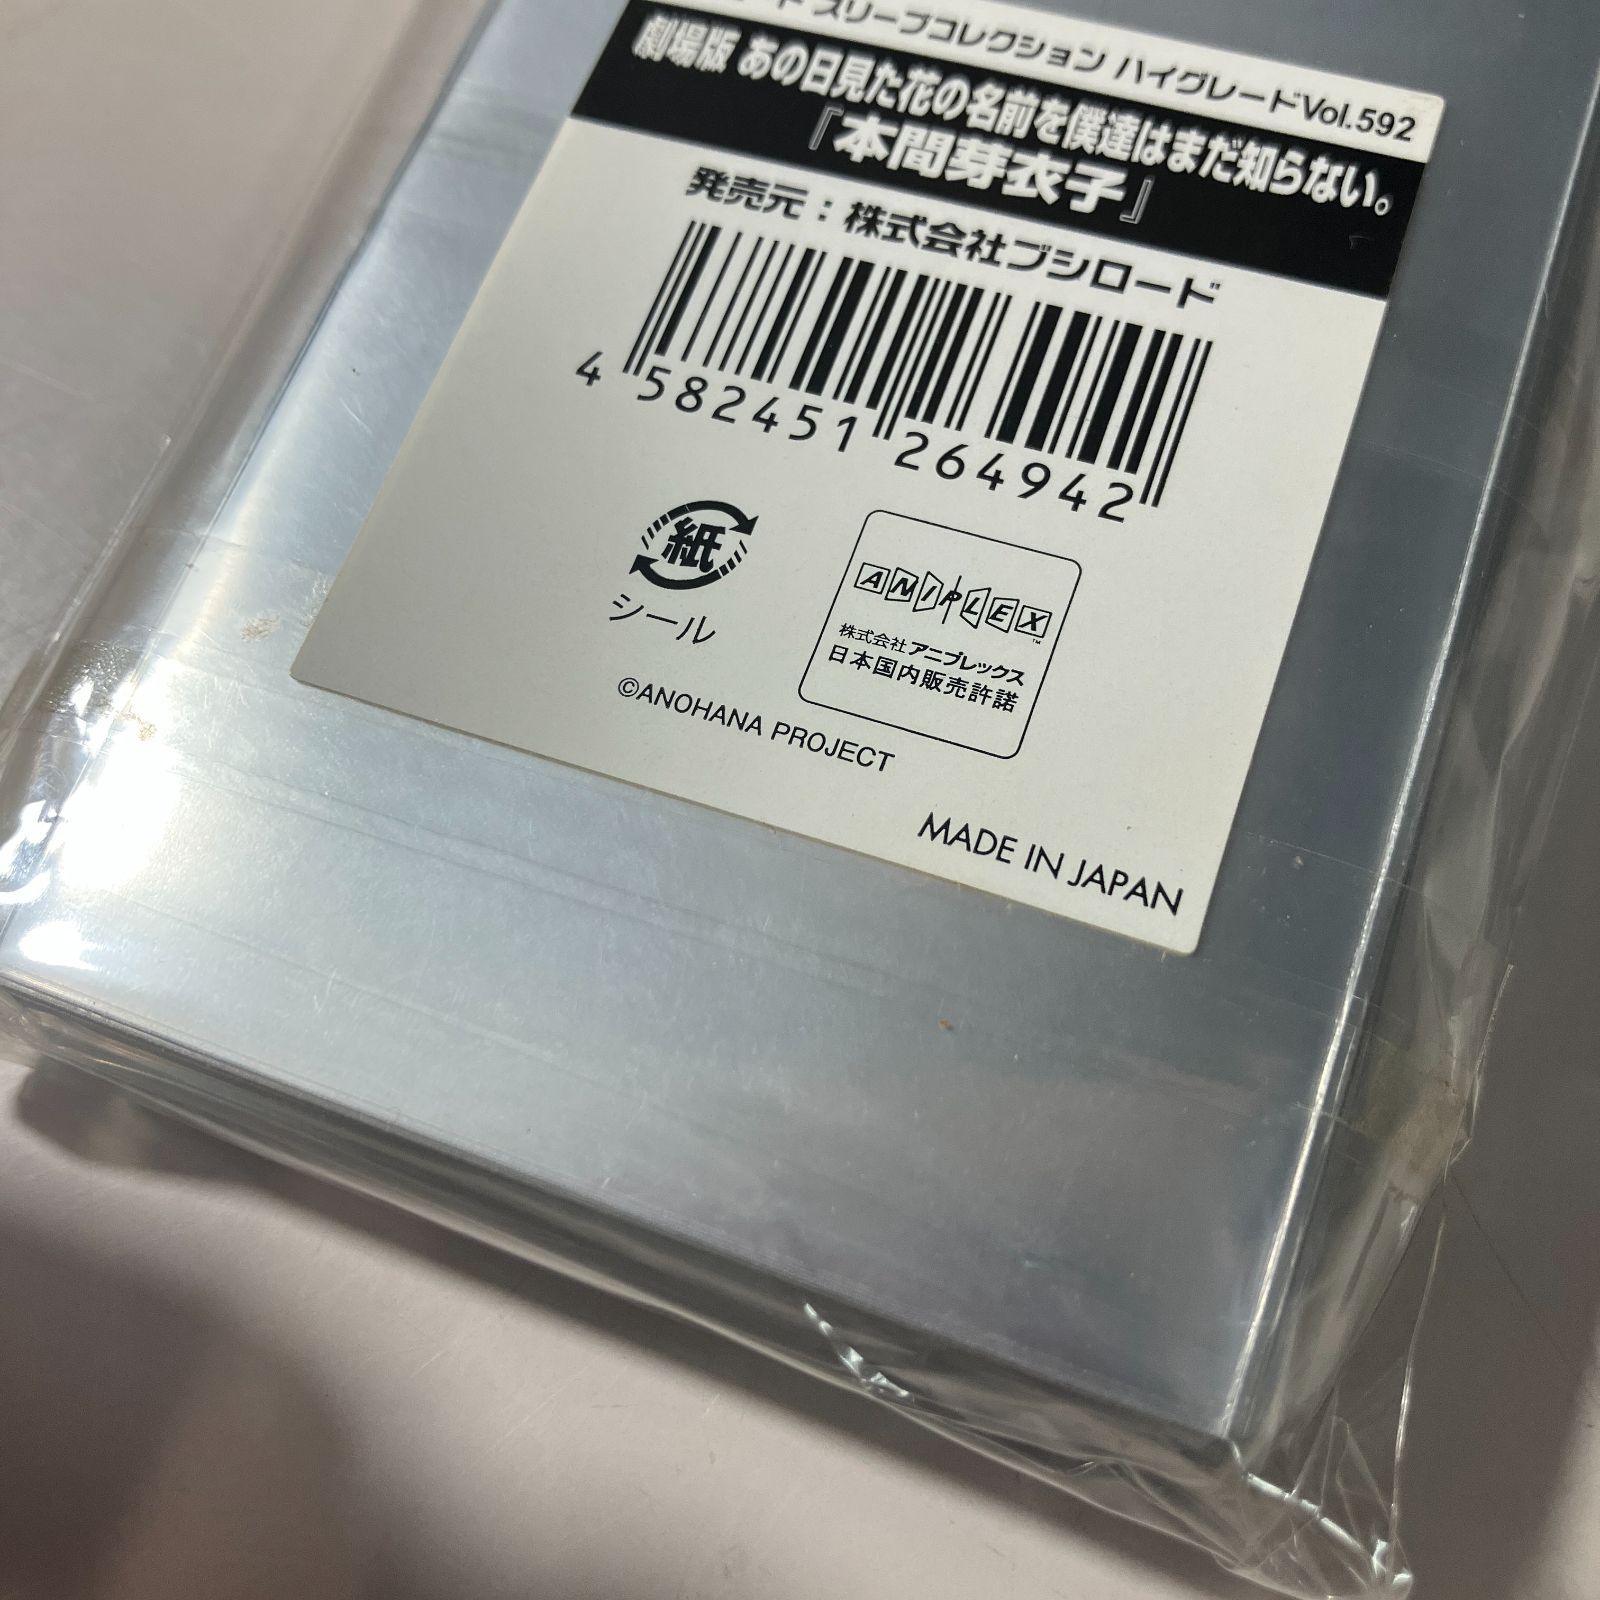 スリーブコレクション ハイグレードVol.592
劇場版 あの日見た花の名前を僕達はまだ知らない。
『本間芽衣子』
発売元：株式会社ブシロード
4 582451 264942
紙
シール
ANIPLEX
TM
株式会社アニプレックス
日本国内販売許諾
©ANOHANA PROJECT
MADE IN JAPAN